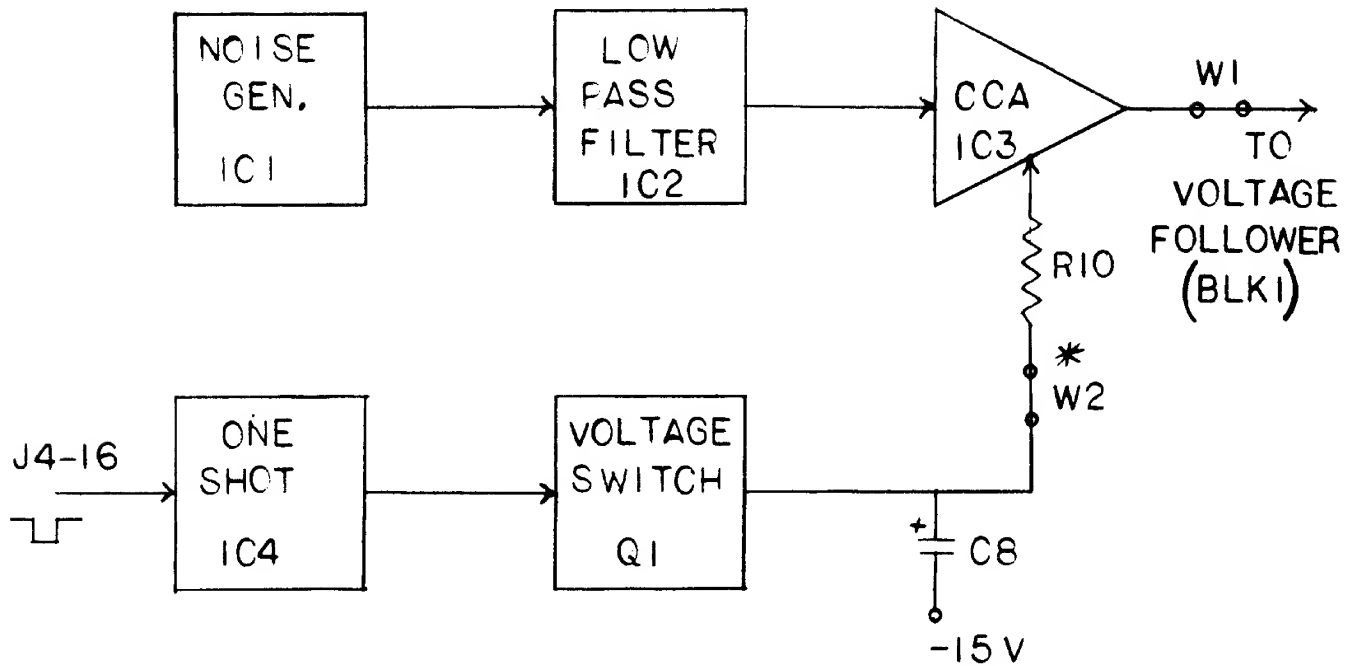 NOISE
GEN.
IC1
LOW
PASS
FILTER
IC2
CCA
IC3
W1
TO
VOLTAGE
FOLLOWER
(BLK1)
R10
*
W2
J4-16
ONE
SHOT
IC4
VOLTAGE
SWITCH
Q1
+
C8
-15V